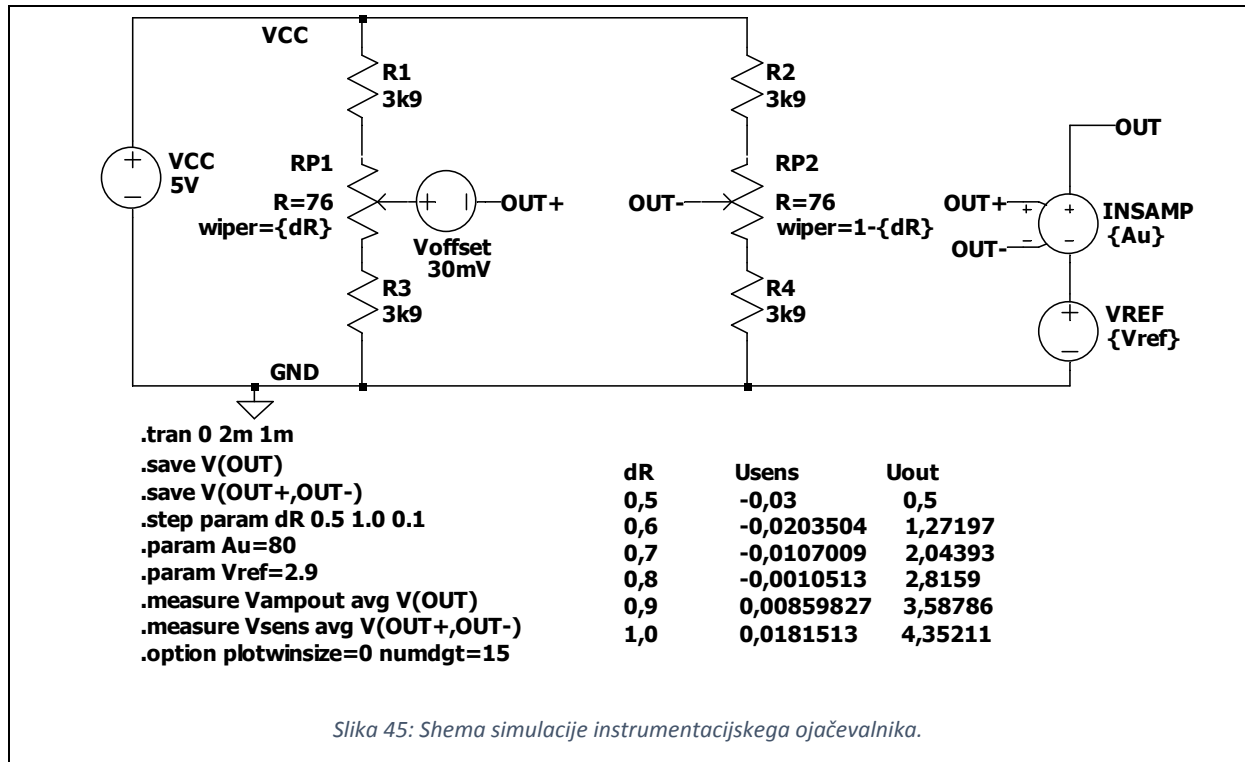 VCC
R1
3k9
R2
3k9
OUT
VCC
5V
RP1
R=76
wiper={dR}
Voffset
30mV
OUT+
OUT-
RP2
R=76
wiper=1-{dR}
OUT+
OUT-
INSAMP
{Au}
R3
3k9
R4
3k9
VREF
{Vref}
GND
.tran 0 2m 1m
.save V(OUT)
.save V(OUT+,OUT-)
.step param dR 0.5 1.0 0.1
.param Au=80
.param Vref=2.9
.measure Vampout avg V(OUT)
.measure Vsens avg V(OUT+,OUT-)
.option plotwinsize=0 numdgt=15
dR Usens Uout
0,5 -0,03 0,5
0,6 -0,0203504 1,27197
0,7 -0,0107009 2,04393
0,8 -0,0010513 2,8159
0,9 0,00859827 3,58786
1,0 0,0181513 4,35211
Slika 45: Shema simulacije instrumentacijskega ojačevalnika.